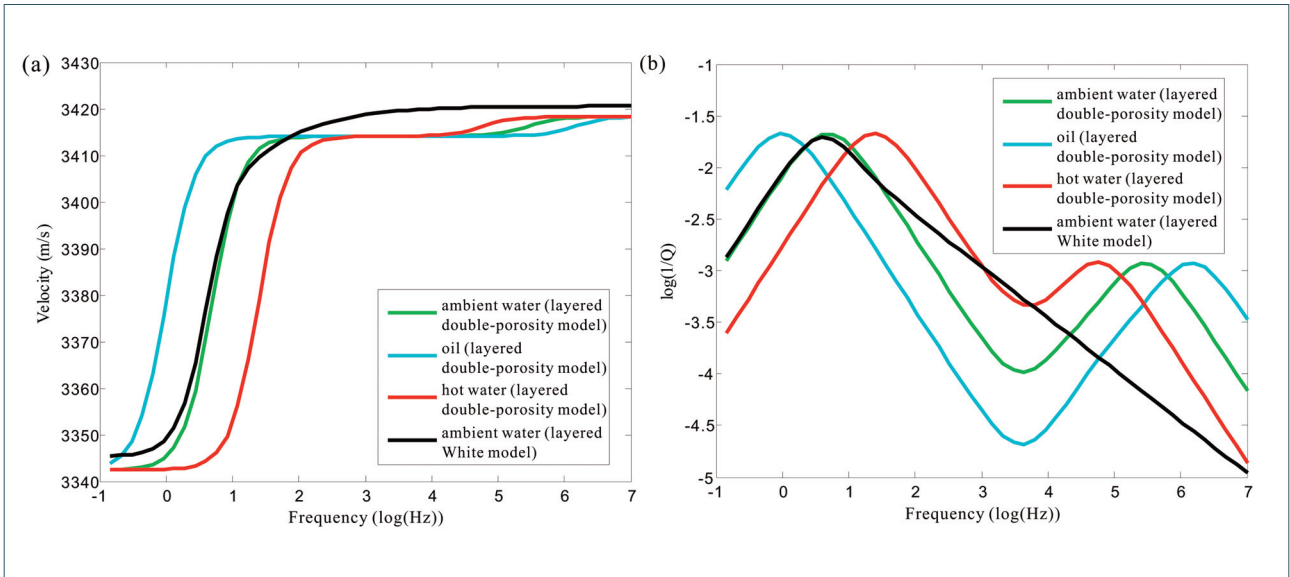 (a)
3430
3420
3410
3400
3390
3380
3370
3360
3350
3340
Velocity (m/s)
-1
0
1
2
3
4
5
6
7
Frequency (log(Hz))
ambient water (layered
double-porosity model)
oil (layered
double-porosity model)
hot water (layered
double-porosity model)
ambient water (layered
White model)
(b)
-1
-1.5
-2
-2.5
-3
-3.5
-4
-4.5
-5
log(1/Q)
-1
0
1
2
3
4
5
6
7
Frequency (log(Hz))
ambient water (layered
double-porosity model)
oil (layered
double-porosity model)
hot water (layered
double-porosity model)
ambient water (layered
White model)